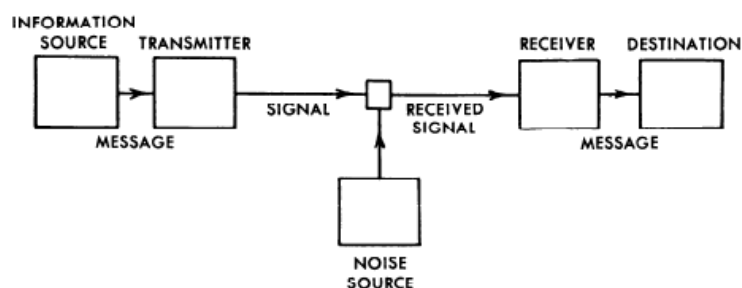 INFORMATION
SOURCE
TRANSMITTER
RECEIVER
DESTINATION
SIGNAL
RECEIVED
SIGNAL
MESSAGE
MESSAGE
NOISE
SOURCE